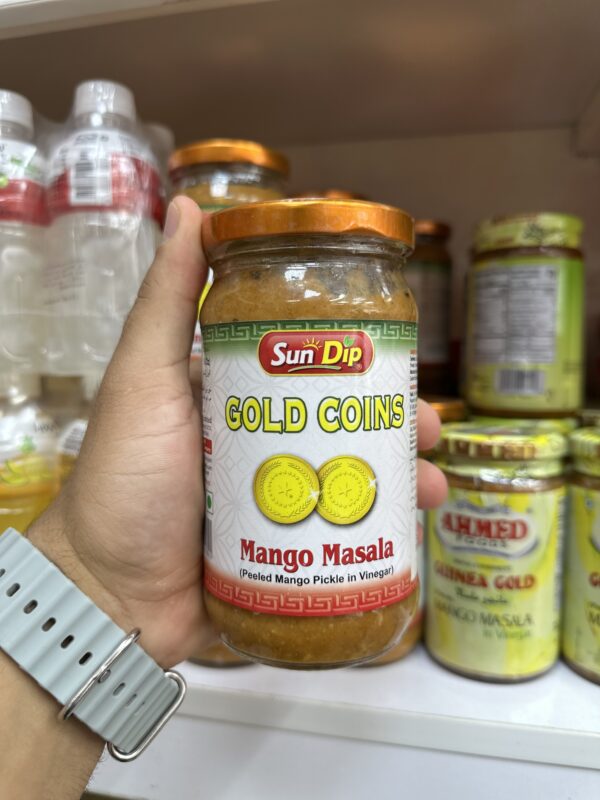 Sun Dip
GOLD COINS
Mango Masala
(Peeled Mango Pickle in Vinegar)
AHMED
FOODS
GUINEA GOLD
MANGO MASALA
in Vinegar